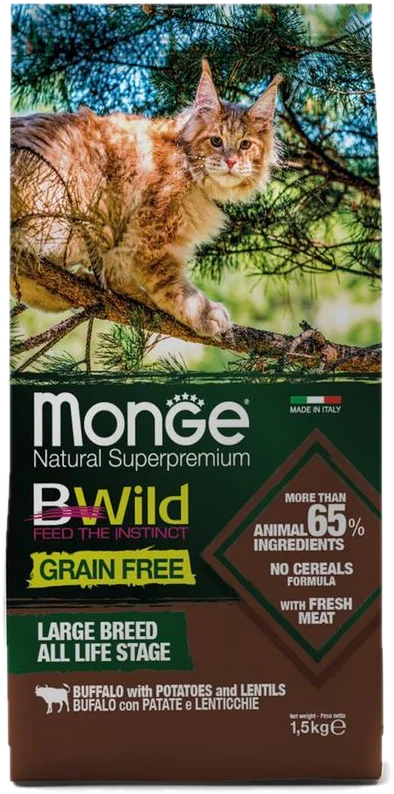 MonGe®
Natural Superpremium
MADE IN ITALY
BWild
FEED THE INSTINCT
GRAIN FREE
MORE THAN
ANIMAL 65%
INGREDIENTS
NO CEREALS
FORMULA
WITH FRESH
MEAT
LARGE BREED
ALL LIFE STAGE
BUFFALO with POTATOES and LENTILS
BUFALO con PATATE e LENTICCHIE
Net weight - Peso netto
1,5kg℮